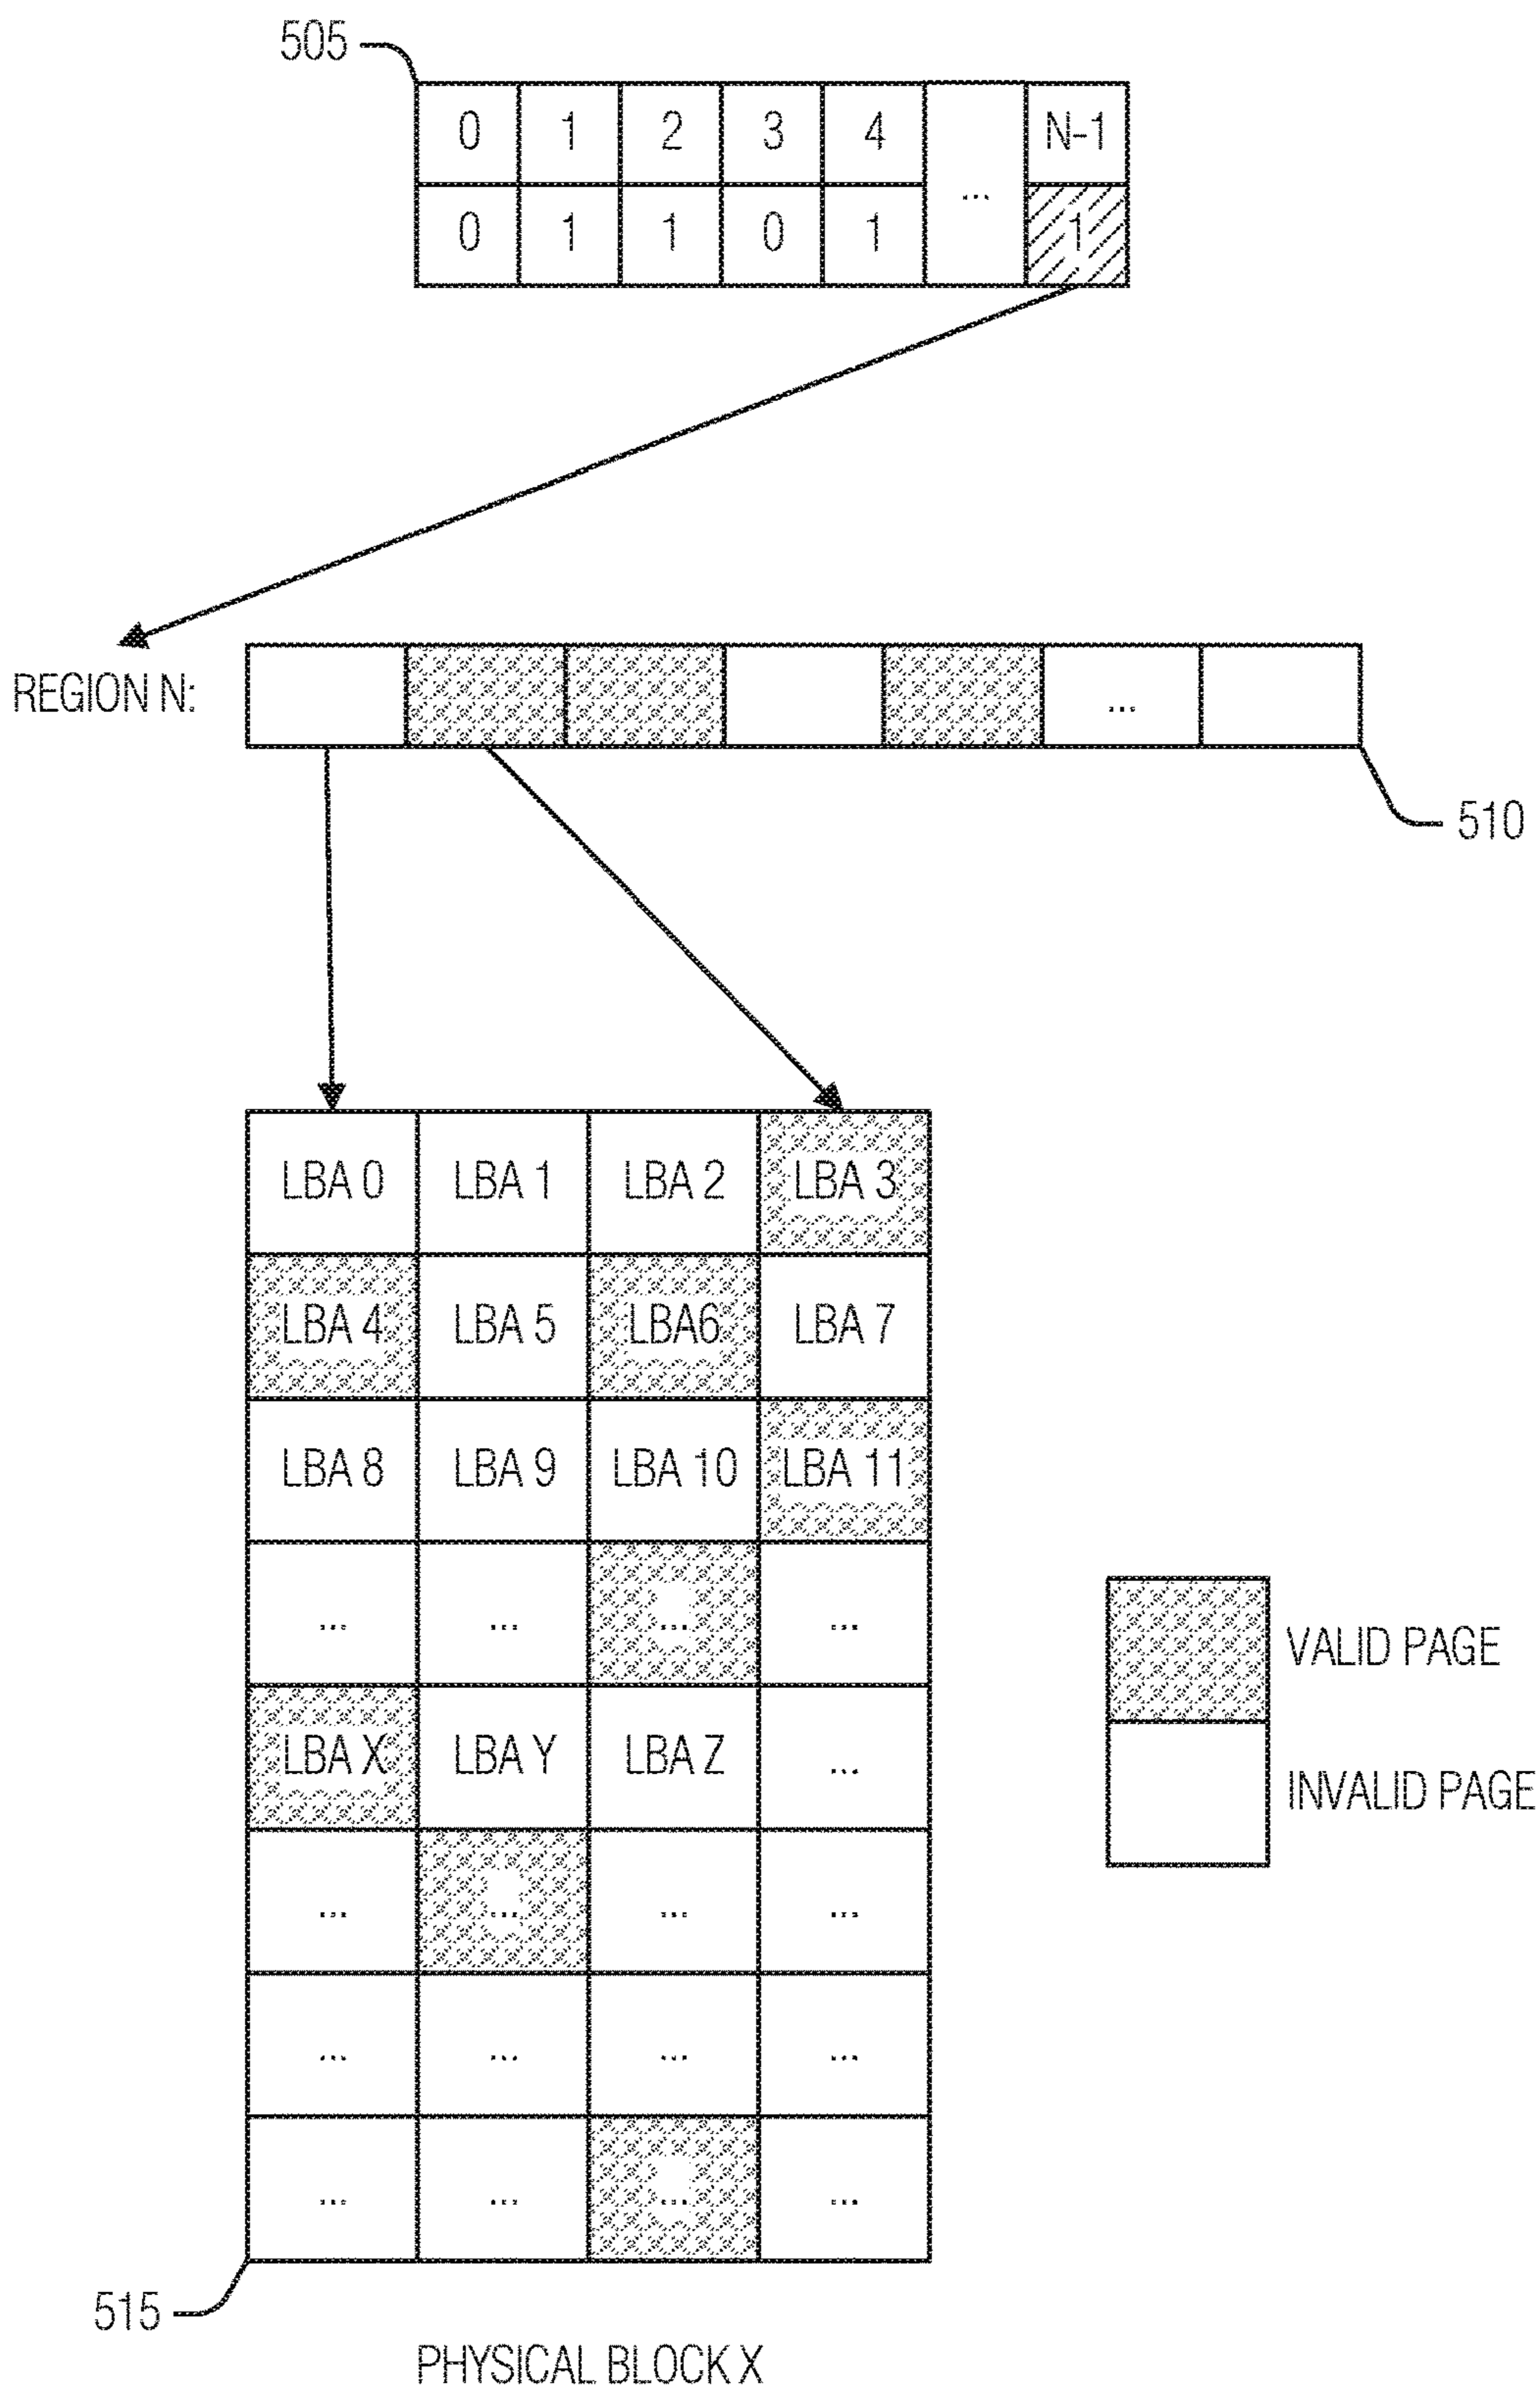 505
0 1 2 3 4 ... N-1
0 1 1 0 1 1
REGION N: ...
510
LBA 0 LBA 1 LBA 2 LBA 3
LBA 4 LBA 5 LBA6 LBA 7
LBA 8 LBA 9 LBA 10 LBA 11
... ... ... ...
VALID PAGE
LBA X LBA Y LBA Z ...
INVALID PAGE
... ... ... ...
... ... ... ...
... ... ... ...
515
PHYSICAL BLOCK X